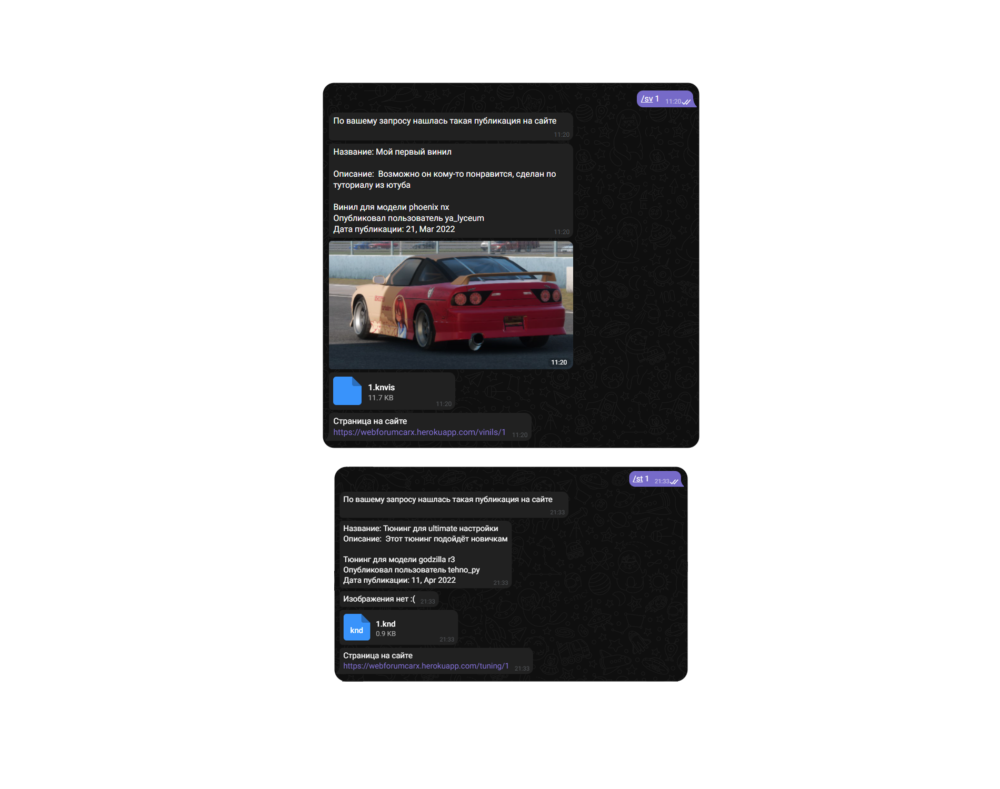 /sv 1 11:20
По вашему запросу нашлась такая публикация на сайте
11:20
Название: Мой первый винил
Описание:  Возможно он кому-то понравится, сделан по
туториалу из ютуба
Винил для модели phoenix nx
Опубликовал пользователь ya_lyceum
Дата публикации: 21, Mar 2022
11:20
11:20
1.knvis
11.7 KB
11:20
Страница на сайте
https://webforumcarx.herokuapp.com/vinils/1 11:20
/st 1 21:33
По вашему запросу нашлась такая публикация на сайте
21:33
Название: Тюнинг для ultimate настройки
Описание:  Этот тюнинг подойдёт новичкам
Тюнинг для модели godzilla r3
Опубликовал пользователь tehno_py
Дата публикации: 11, Apr 2022
21:33
Изображения нет :( 21:33
knd
1.knd
0.9 KB
21:33
Страница на сайте
https://webforumcarx.herokuapp.com/tuning/1 21:33